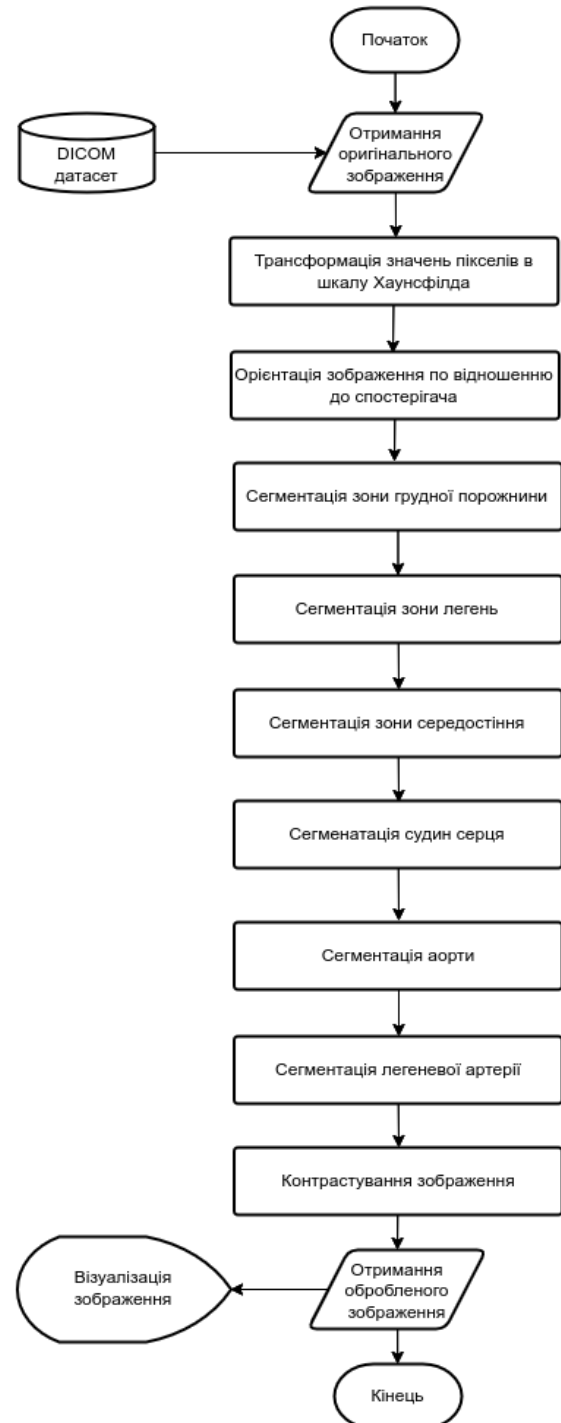 Початок
DICOM
датасет
Отримання
оригінального
зображення
Трансформація значень пікселів в
шкалу Хаунсфілда
Орієнтація зображення по відношенню
до спостерігача
Сегментація зони грудної порожнини
Сегментація зони легень
Сегментація зони середостіння
Сегменатація судин серця
Сегментація аорти
Сегментація легеневої артерії
Контрастування зображення
Отримання
обробленого
зображення
Візуалізація
зображення
Кінець